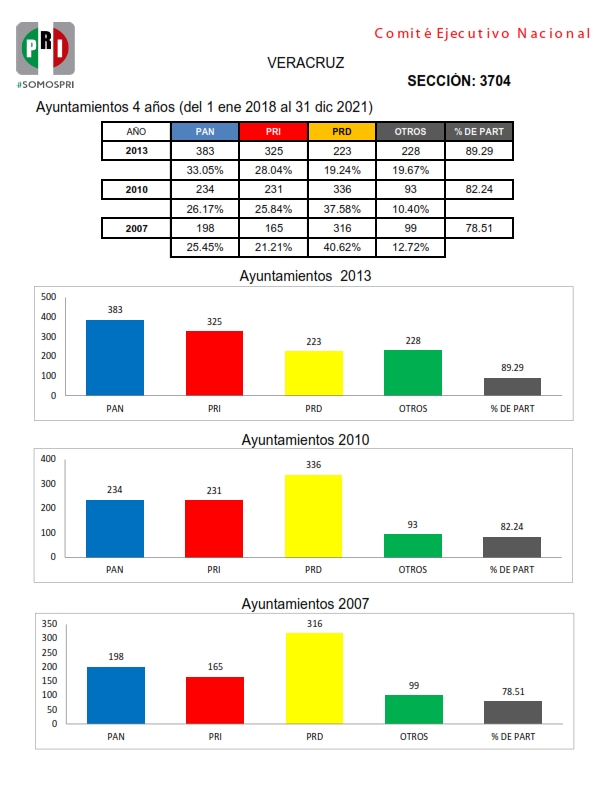 Comité Ejecutivo Nacional
PRI
#SOMOSPRI
VERACRUZ
SECCIÓN: 3704
Ayuntamientos 4 años (del 1 ene 2018 al 31 dic 2021)
AÑO PAN PRI PRD OTROS % DE PART
2013 383 325 223 228 89.29
33.05% 28.04% 19.24% 19.67%
2010 234 231 336 93 82.24
26.17% 25.84% 37.58% 10.40%
2007 198 165 316 99 78.51
25.45% 21.21% 40.62% 12.72%
Ayuntamientos 2013
500
400
300
200
100
0
383
325
223
228
89.29
PAN PRI PRD OTROS % DE PART
Ayuntamientos 2010
400
300
200
100
0
234
231
336
93
82.24
PAN PRI PRD OTROS % DE PART
Ayuntamientos 2007
350
300
250
200
150
100
50
0
198
165
316
99
78.51
PAN PRI PRD OTROS % DE PART